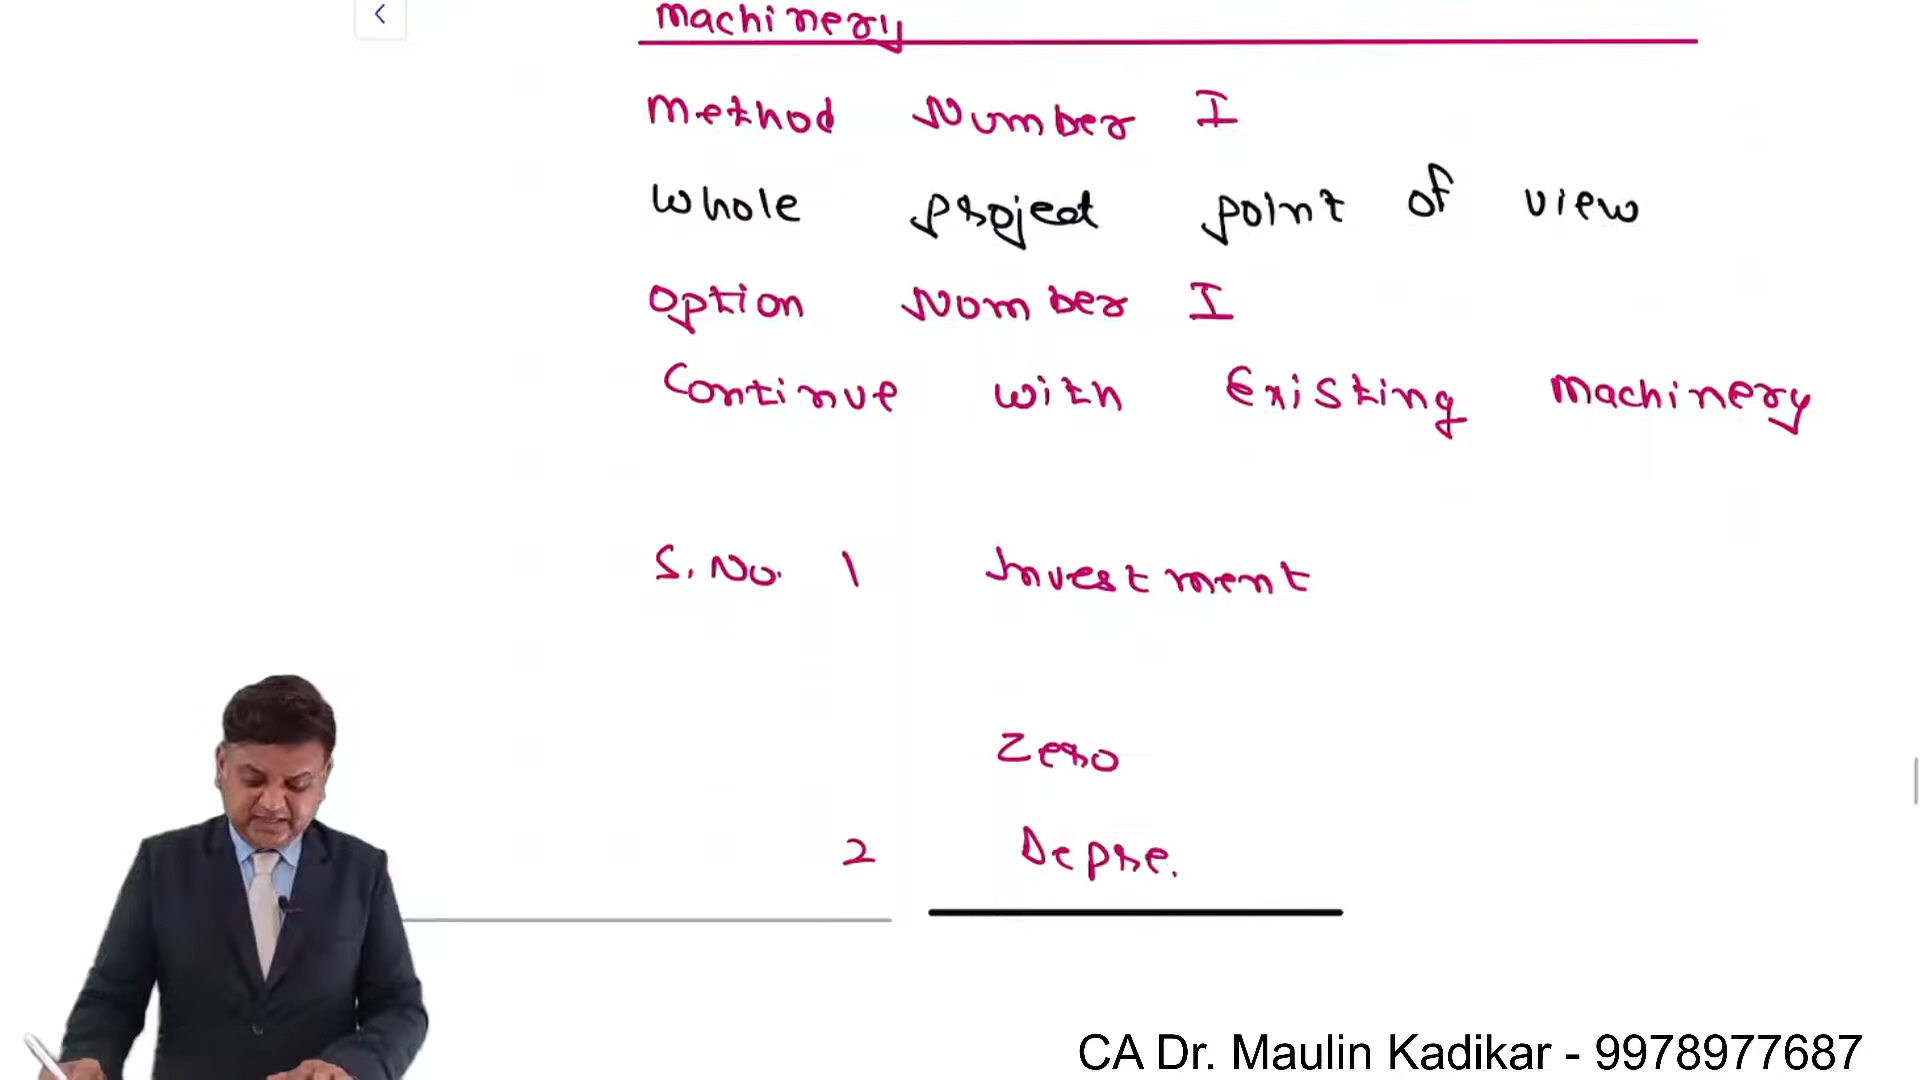 Machinery
Method Number I
Whole project point of view
Option Number I
Continue with Existing Machinery
S. No. 1 Investment
Zero
2 Depre.
CA Dr. Maulin Kadikar - 9978977687